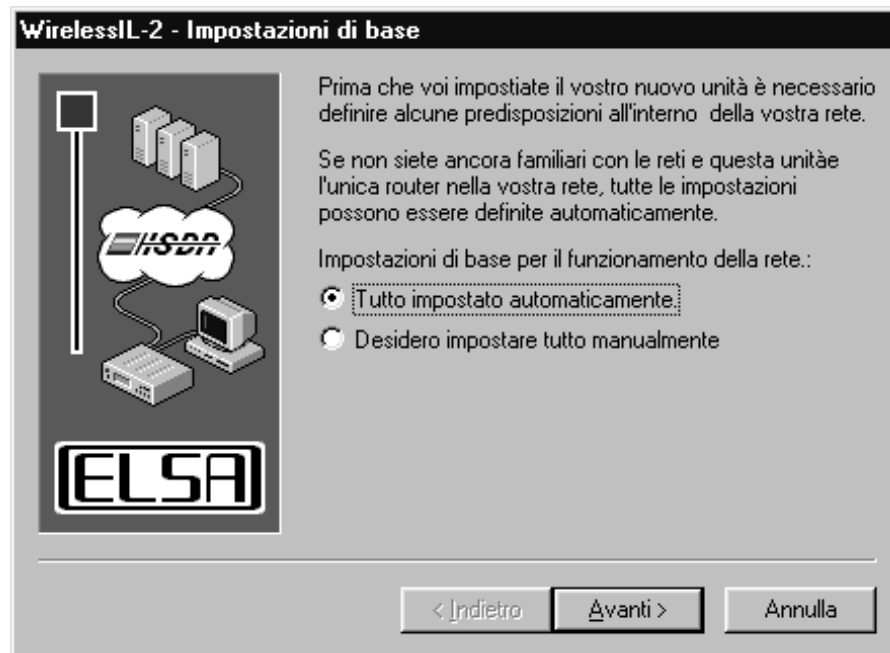 WirelessIL-2 - Impostazioni di base
Prima che voi impostiate il vostro nuovo unità è necessario
definire alcune predisposizioni all'interno della vostra rete.
Se non siete ancora familiari con le reti e questa unitàe
l'unica router nella vostra rete, tutte le impostazioni
possono essere definite automaticamente.
Impostazioni di base per il funzionamento della rete.:
Tutto impostato automaticamente.
Desidero impostare tutto manualmente
ISDN
ELSA
< Indietro
Avanti >
Annulla